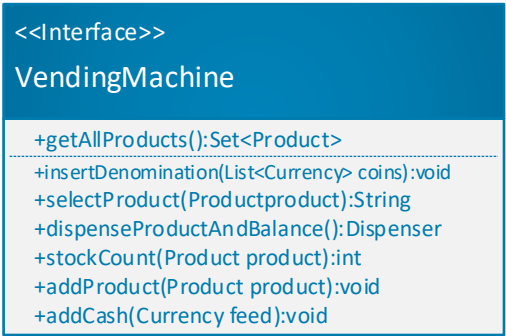 <<Interface>>
VendingMachine
+getAllProducts():Set<Product>
+insertDenomination(List<Currency> coins):void
+selectProduct(Productproduct):String
+dispenseProductAndBalance():Dispenser
+stockCount(Product product):int
+addProduct(Product product):void
+addCash(Currency feed):void